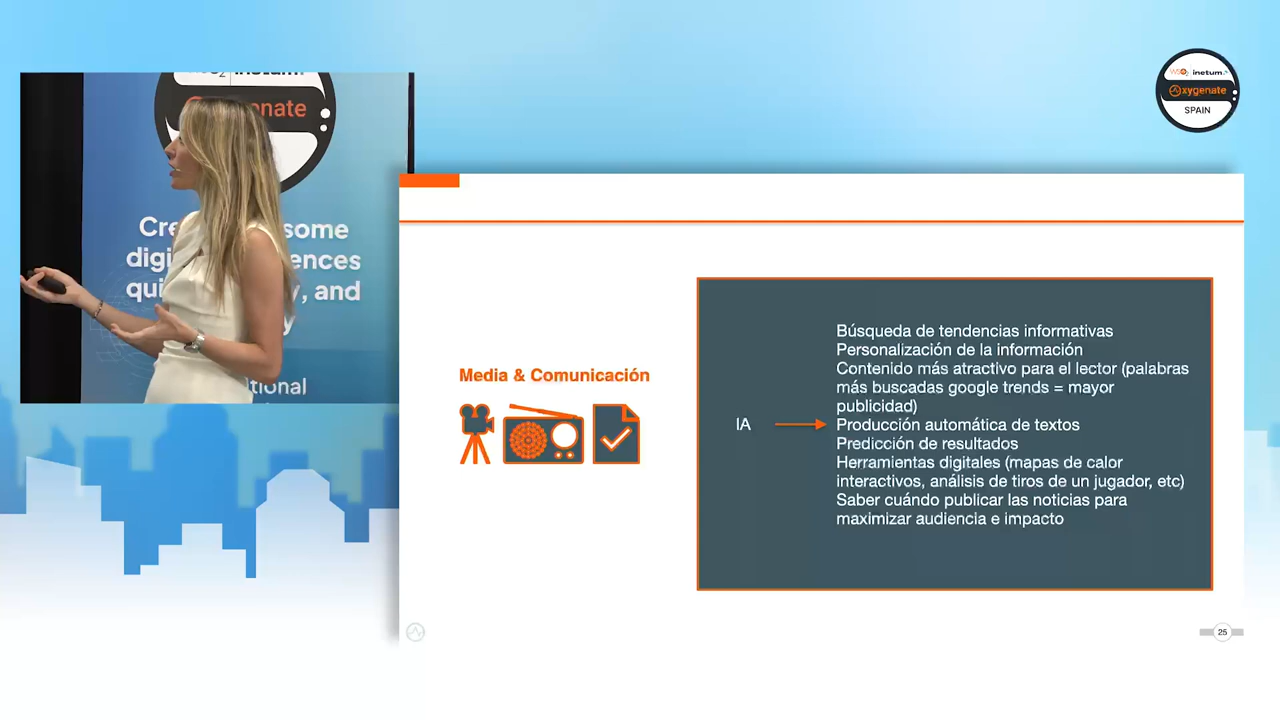 inetum.
Cre some
digi ences
qui y, and
y
itional
WSO2 inetum.
Oxygenate
SPAIN
Media & Comunicación
IA
Búsqueda de tendencias informativas
Personalización de la información
Contenido más atractivo para el lector (palabras
más buscadas google trends = mayor
publicidad)
Producción automática de textos
Predicción de resultados
Herramientas digitales (mapas de calor
interactivos, análisis de tiros de un jugador, etc)
Saber cuándo publicar las noticias para
maximizar audiencia e impacto
25